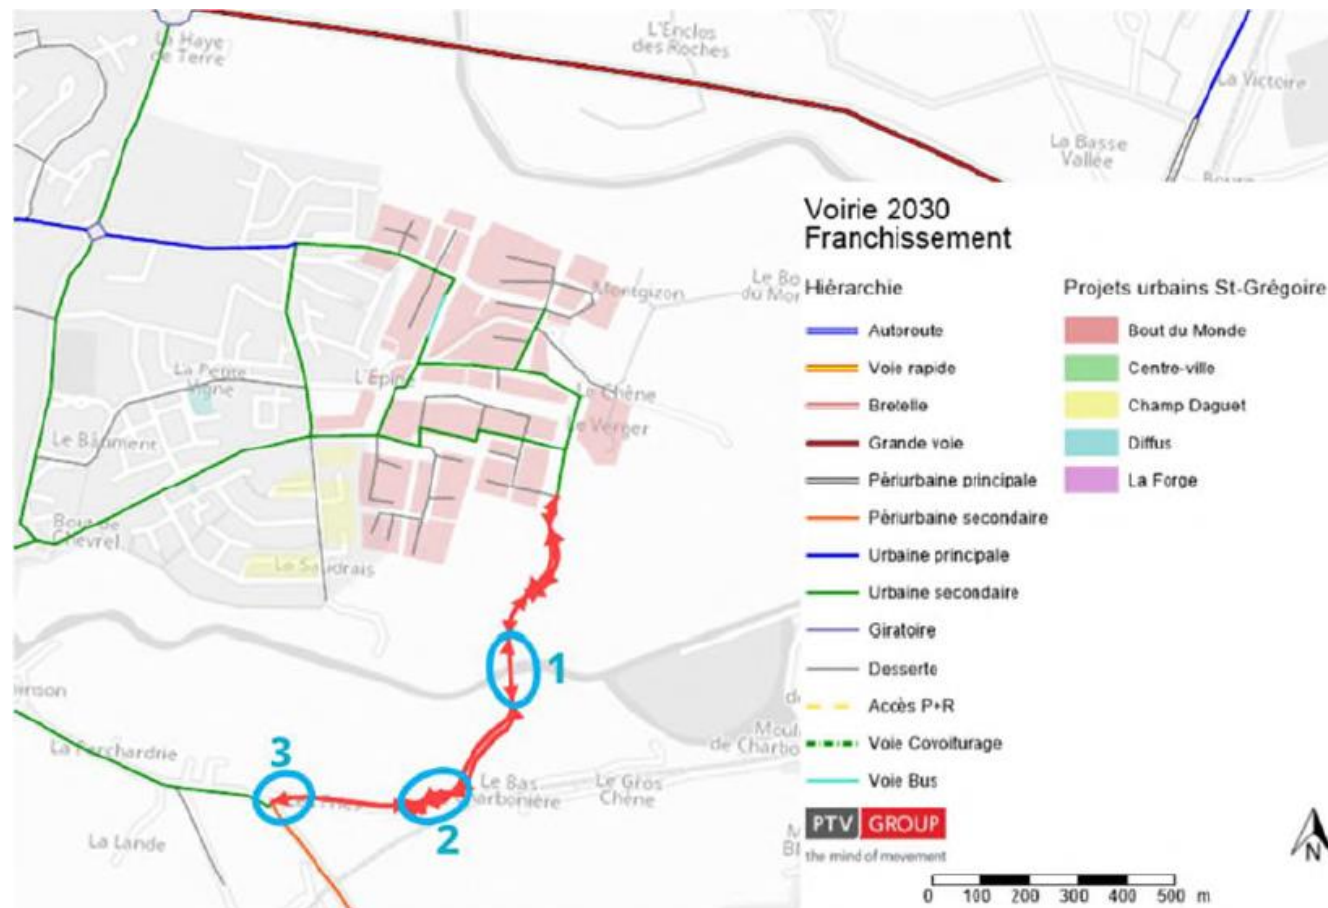 La Haye
de Terre
L'Enclos
des Roches
La Victoire
La Basse
Vallée
Montgizon
La Petite
Vigne
L'Epine
Le Chêne
Le Verger
Le Bâtiment
Bout de
Chevrel
La Saudrais
1
La Parchardrie
3
2
Le Bas
Charbonière
Le Gros
Chêne
La Lande
Voirie 2030
Franchissement
Hiérarchie
Autoroute
Voie rapide
Bretelle
Grande voie
Périurbaine principale
Périurbaine secondaire
Urbaine principale
Urbaine secondaire
Giratoire
Desserte
Accès P+R
Voie Covoiturage
Voie Bus
Projets urbains St-Grégoire
Bout du Monde
Centre-ville
Champ Daguet
Diffus
La Forge
PTV GROUP
the mind of movement
N
0 100 200 300 400 500 m